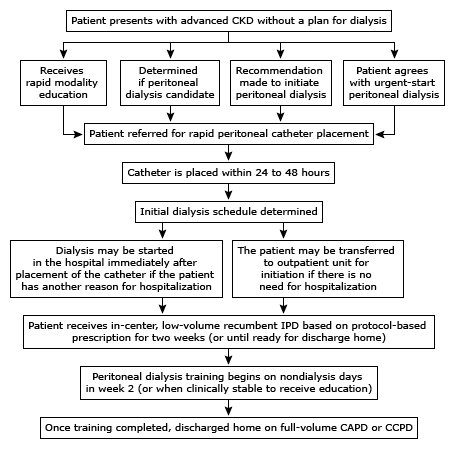 Patient presents with advanced CKD without a plan for dialysis
Receives
rapid modality
education
Determined
if peritoneal
dialysis candidate
Recommendation
made to initiate
peritoneal dialysis
Patient agrees
with urgent-start
peritoneal dialysis
Patient referred for rapid peritoneal catheter placement
Catheter is placed within 24 to 48 hours
Initial dialysis schedule determined
Dialysis may be started
in the hospital immediately after
placement of the catheter if the patient
has another reason for hospitalization
The patient may be transferred
to outpatient unit for
initiation if there is no
need for hospitalization
Patient receives in-center, low-volume recumbent IPD based on protocol-based
prescription for two weeks (or until ready for discharge home)
Peritoneal dialysis training begins on nondialysis days
in week 2 (or when clinically stable to receive education)
Once training completed, discharged home on full-volume CAPD or CCPD